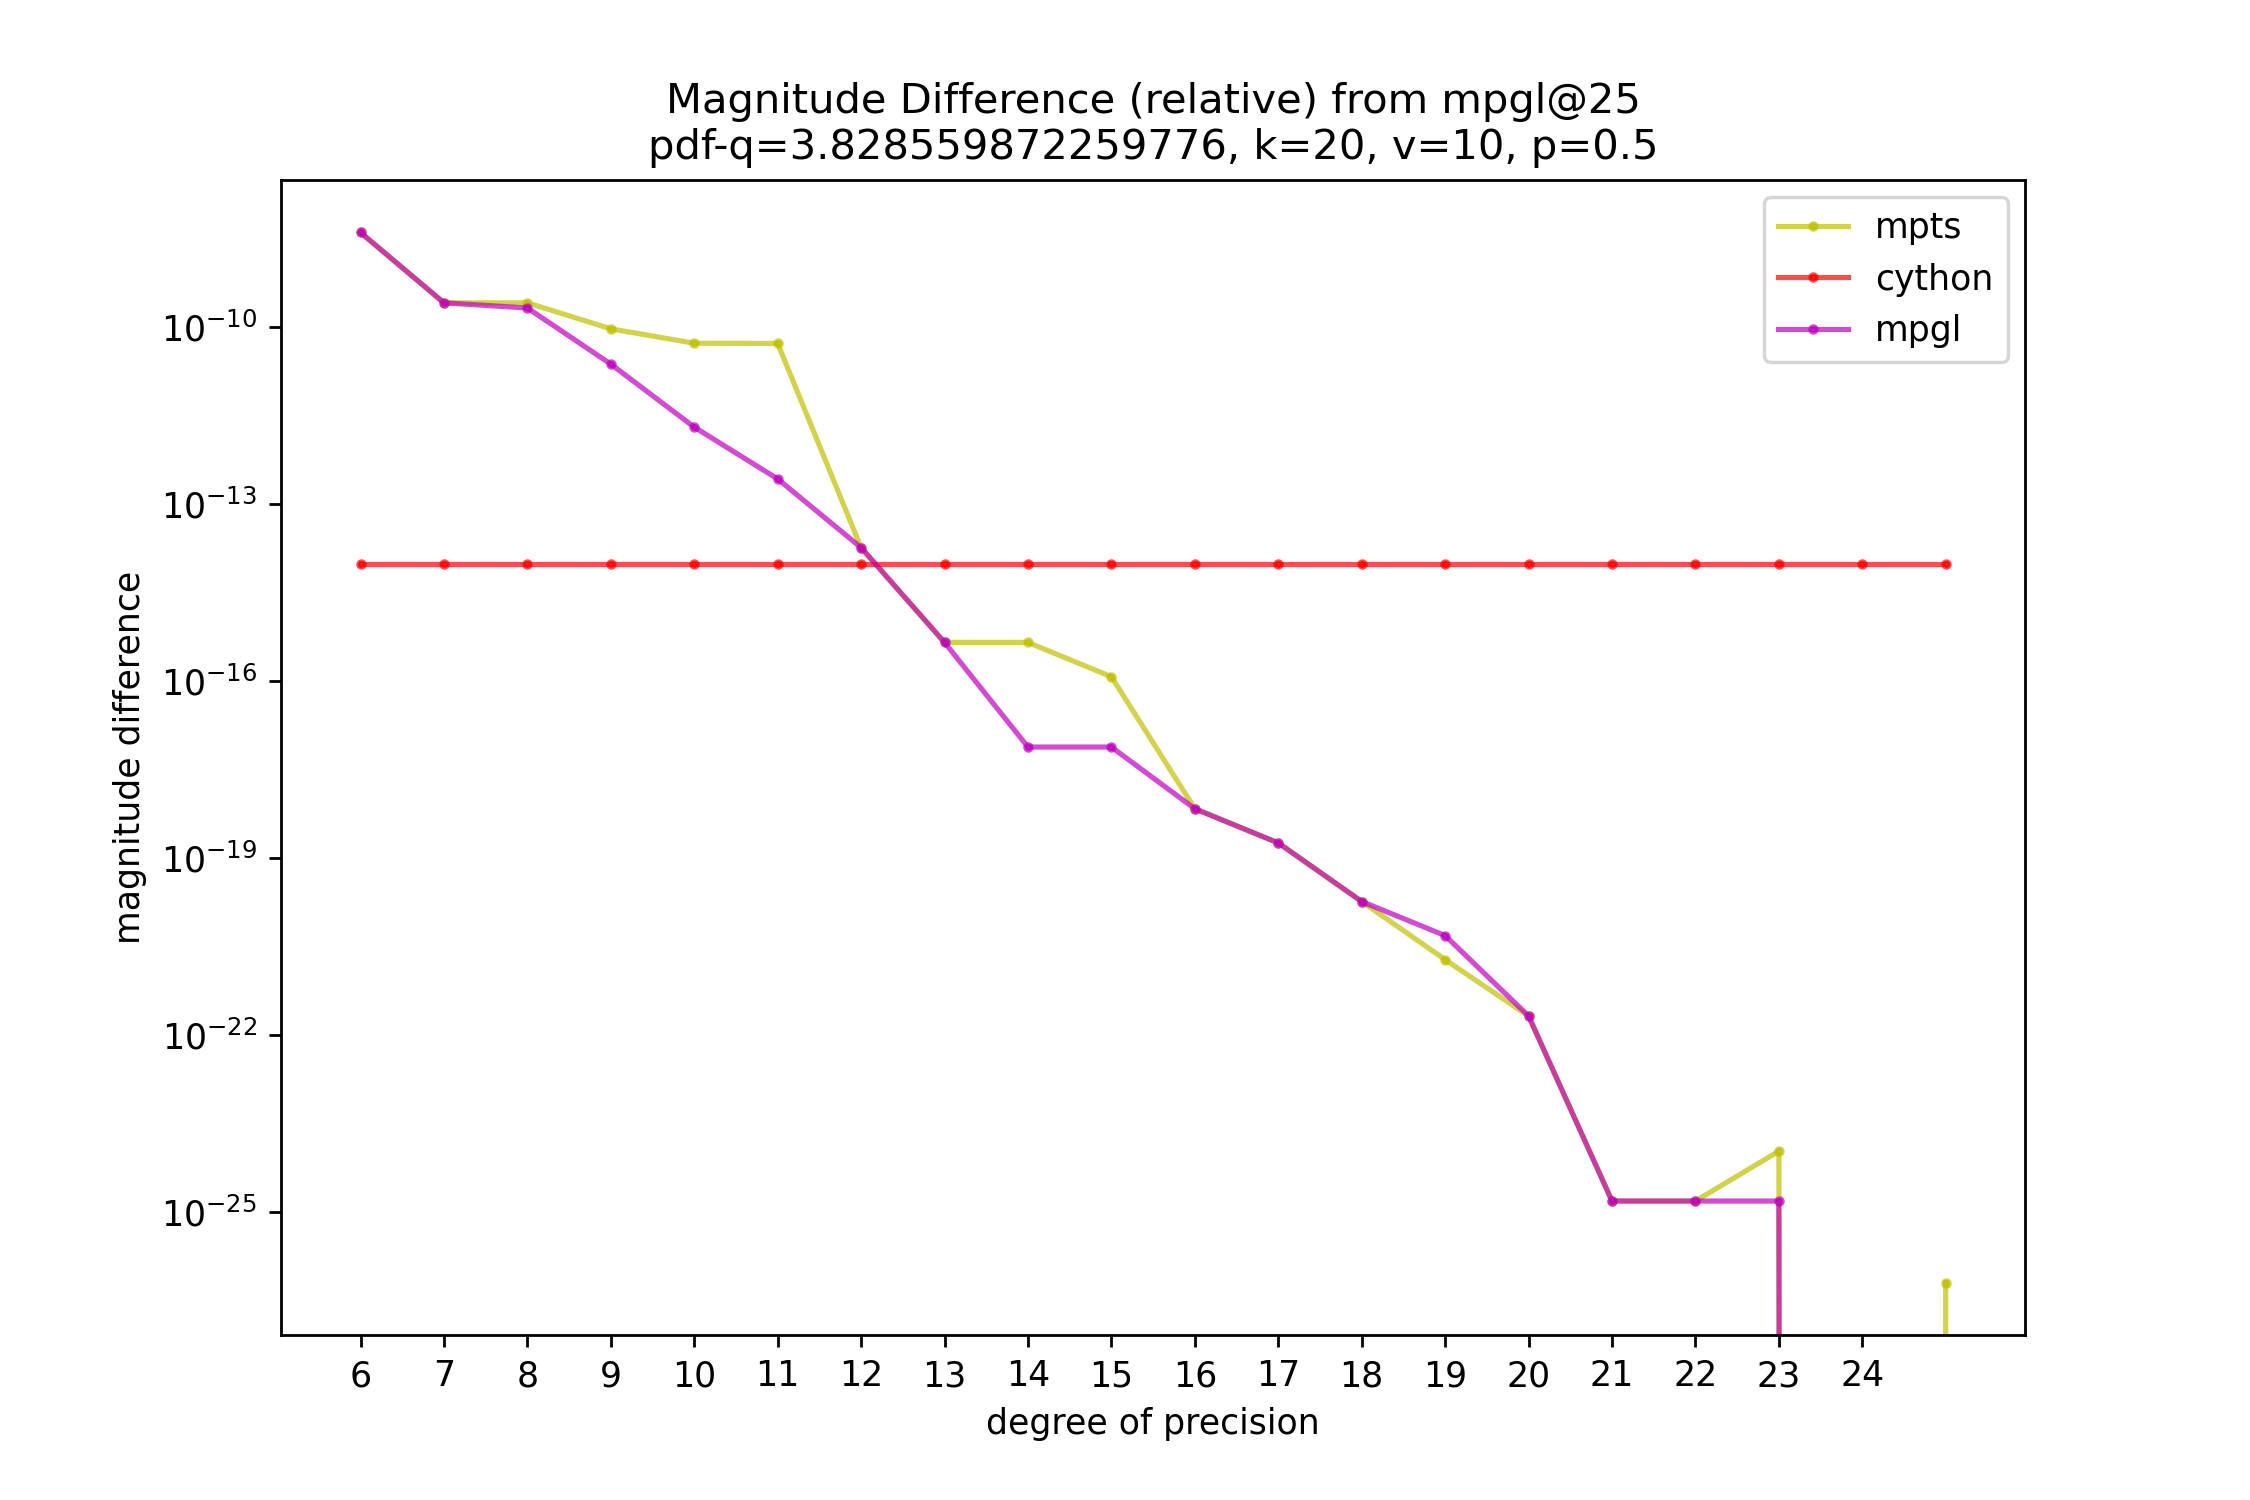 Magnitude Difference (relative) from mpgl@25
pdf-q=3.828559872259776, k=20, v=10, p=0.5
mpts
cython
mpgl
magnitude difference
10⁻¹⁰
10⁻¹³
10⁻¹⁶
10⁻¹⁹
10⁻²²
10⁻²⁵
6 7 8 9 10 11 12 13 14 15 16 17 18 19 20 21 22 23 24
degree of precision